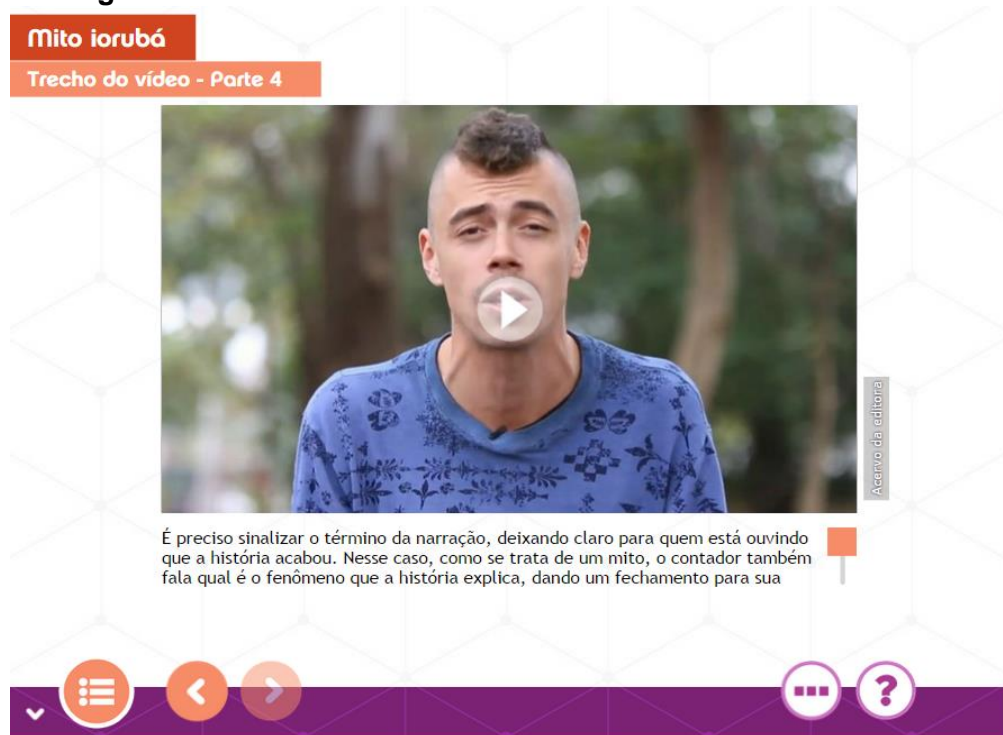 Mito iorubá
Trecho do vídeo - Parte 4
Acervo da editora
É preciso sinalizar o término da narração, deixando claro para quem está ouvindo
que a história acabou. Nesse caso, como se trata de um mito, o contador também
fala qual é o fenômeno que a história explica, dando um fechamento para sua
?